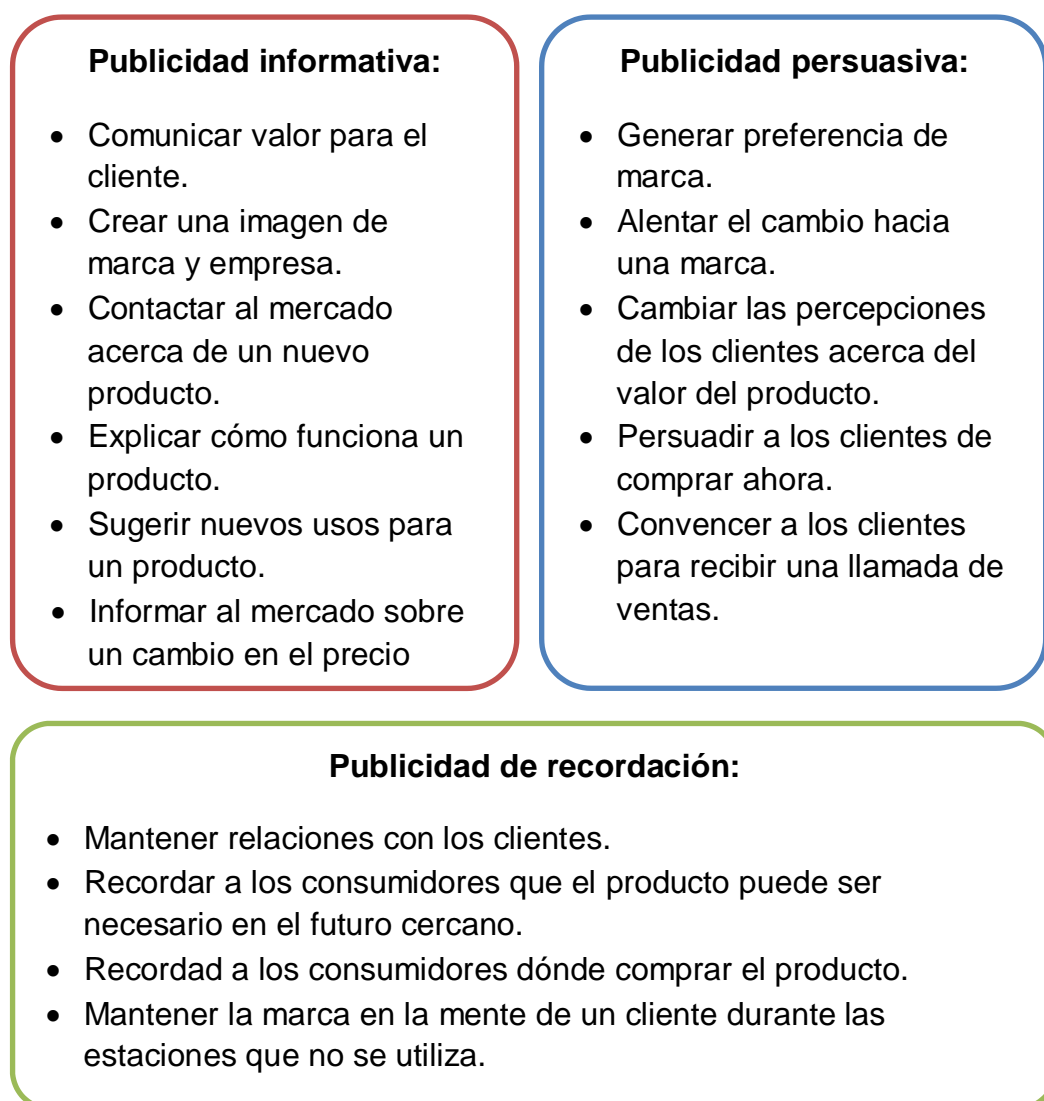 Publicidad informativa:
• Comunicar valor para el
cliente.
• Crear una imagen de
marca y empresa.
• Contactar al mercado
acerca de un nuevo
producto.
• Explicar cómo funciona un
producto.
• Sugerir nuevos usos para
un producto.
• Informar al mercado sobre
un cambio en el precio
Publicidad persuasiva:
• Generar preferencia de
marca.
• Alentar el cambio hacia
una marca.
• Cambiar las percepciones
de los clientes acerca del
valor del producto.
• Persuadir a los clientes de
comprar ahora.
• Convencer a los clientes
para recibir una llamada de
ventas.
Publicidad de recordación:
• Mantener relaciones con los clientes.
• Recordar a los consumidores que el producto puede ser
necesario en el futuro cercano.
• Recordad a los consumidores dónde comprar el producto.
• Mantener la marca en la mente de un cliente durante las
estaciones que no se utiliza.